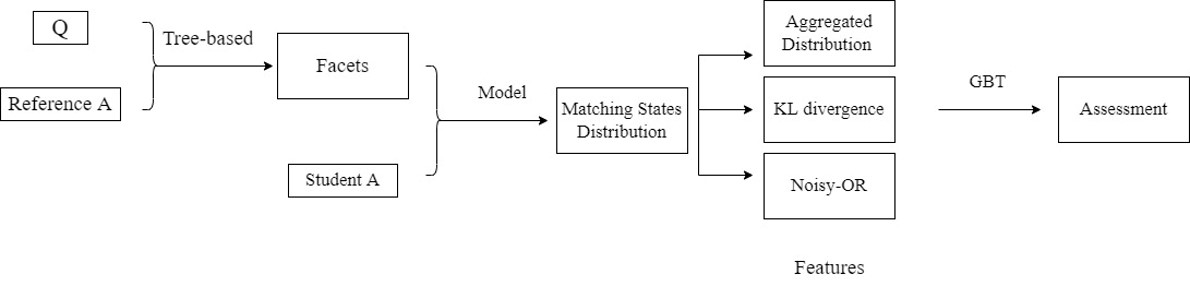 Q
Reference A
Tree-based
Facets
Student A
Model
Matching States
Distribution
Aggregated
Distribution
KL divergence
Noisy-OR
Features
GBT
Assessment